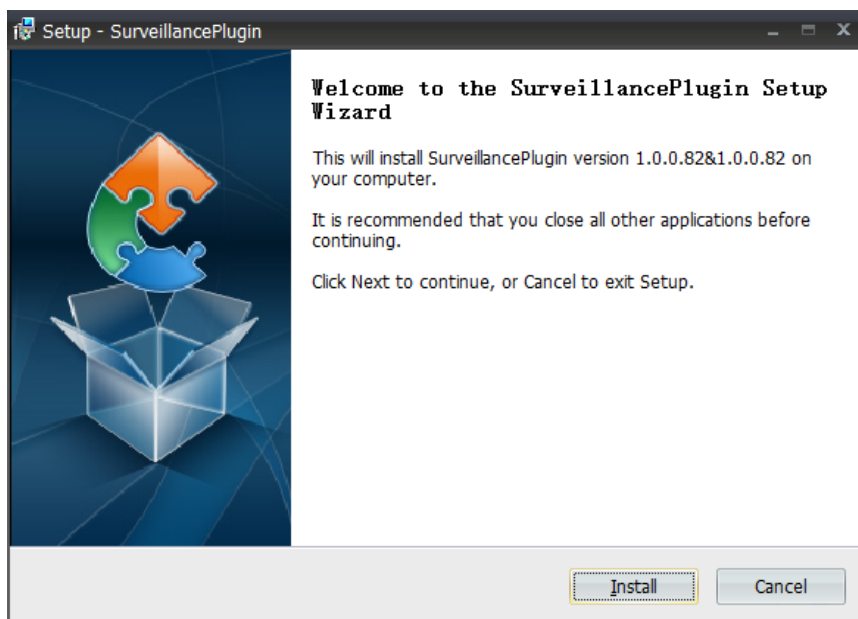 Setup - SurveillancePlugin
Welcome to the SurveillancePlugin Setup
Wizard
This will install SurveillancePlugin version 1.0.0.82&1.0.0.82 on
your computer.
It is recommended that you close all other applications before
continuing.
Click Next to continue, or Cancel to exit Setup.
Install
Cancel